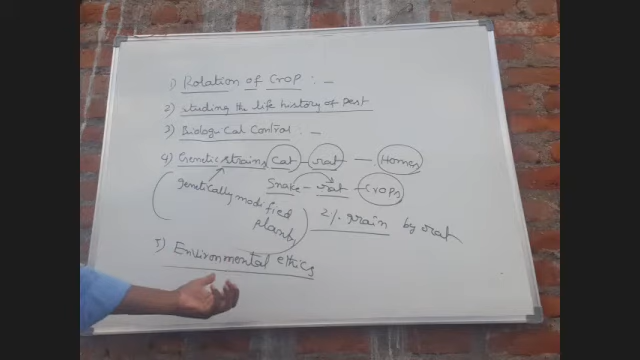 1) Rotation of Crop : –
2) studing the life history of pest
3) Biological Control : –
4) Genetic strains Cat – rat — Homes
Snake – rat – Crops
(genetically modified plants)
2% grain by rat
5) Environmental ethics